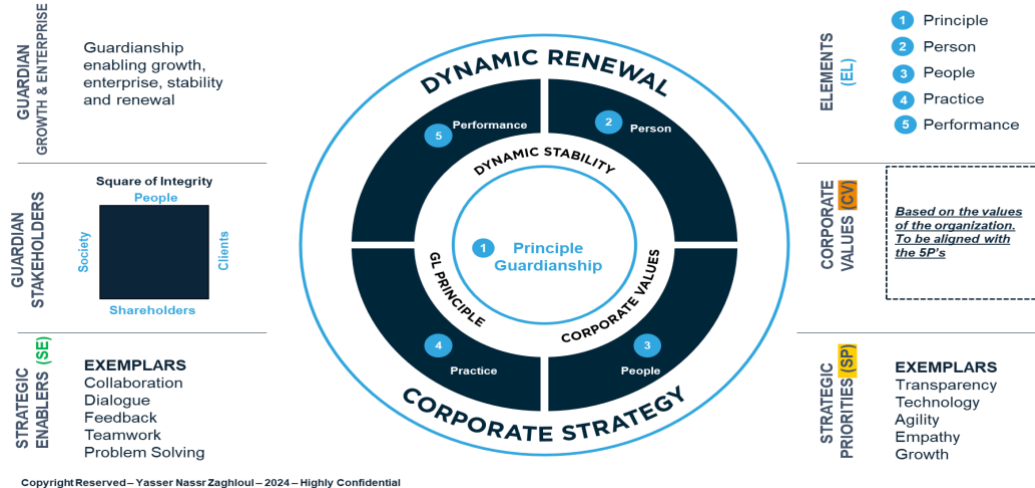 GUARDIAN
GROWTH & ENTERPRISE
Guardianship
enabling growth,
enterprise, stability
and renewal
GUARDIAN
STAKEHOLDERS
Square of Integrity
People
Society
Clients
Shareholders
STRATEGIC
ENABLERS (SE)
EXEMPLARS
Collaboration
Dialogue
Feedback
Teamwork
Problem Solving
DYNAMIC RENEWAL
5 Performance
2 Person
DYNAMIC STABILITY
1 Principle
Guardianship
GL PRINCIPLE
CORPORATE VALUES
4
Practice
3
People
CORPORATE STRATEGY
ELEMENTS
(EL)
1 Principle
2 Person
3 People
4 Practice
5 Performance
CORPORATE
VALUES (CV)
Based on the values
of the organization.
To be aligned with
the 5P's
STRATEGIC
PRIORITIES (SP)
EXEMPLARS
Transparency
Technology
Agility
Empathy
Growth
Copyright Reserved – Yasser Nassr Zaghloul – 2024 – Highly Confidential